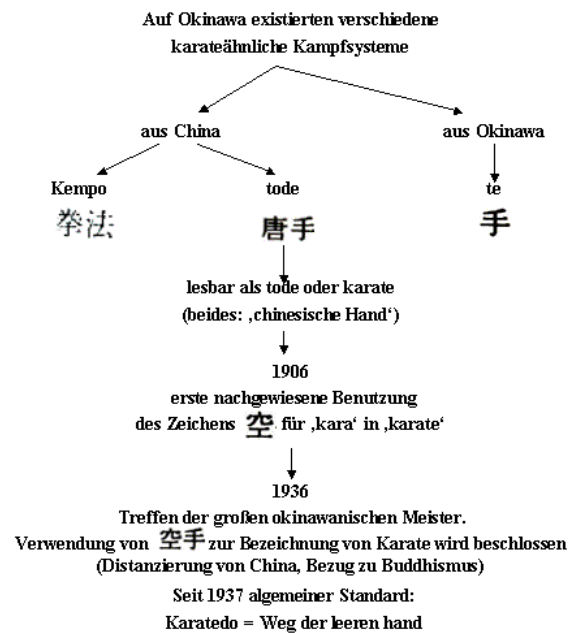 Auf Okinawa existierten verschiedene
karateähnliche Kampfsysteme
aus China
aus Okinawa
Kempo
tode
te
拳法
唐手
手
lesbar als tode oder karate
(beides: ‚chinesische Hand‘)
1906
erste nachgewiesene Benutzung
des Zeichens 空 für ‚kara‘ in ‚karate‘
1936
Treffen der großen okinawanischen Meister.
Verwendung von 空手 zur Bezeichnung von Karate wird beschlossen
(Distanzierung von China, Bezug zu Buddhismus)
Seit 1937 algemeiner Standard:
Karatedo = Weg der leeren hand